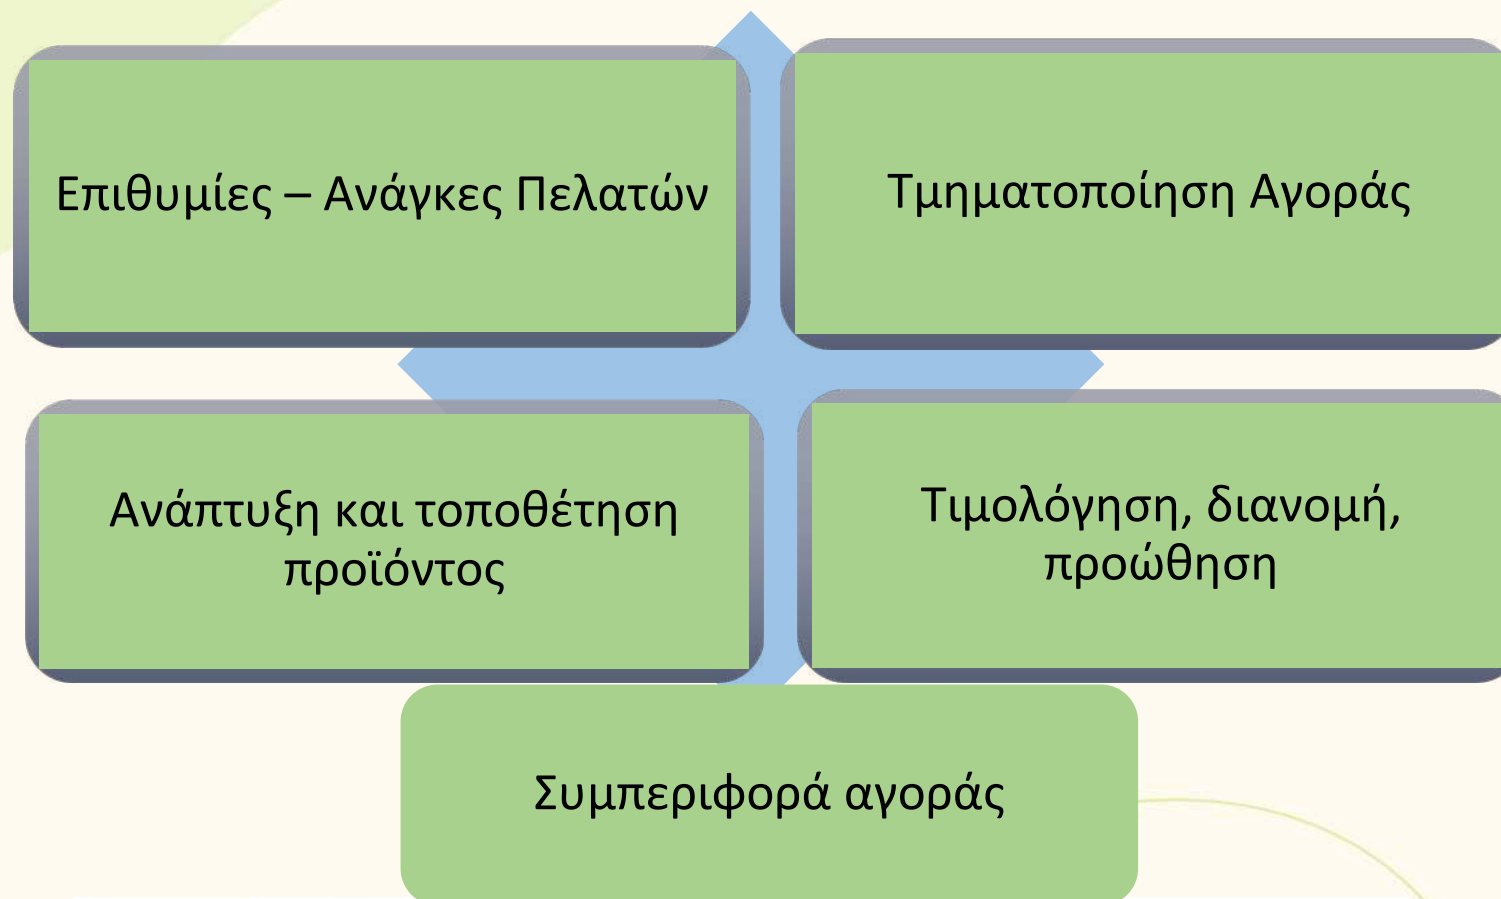 Επιθυμίες – Ανάγκες Πελατών
Τμηματοποίηση Αγοράς
Ανάπτυξη και τοποθέτηση
προϊόντος
Τιμολόγηση, διανομή,
προώθηση
Συμπεριφορά αγοράς